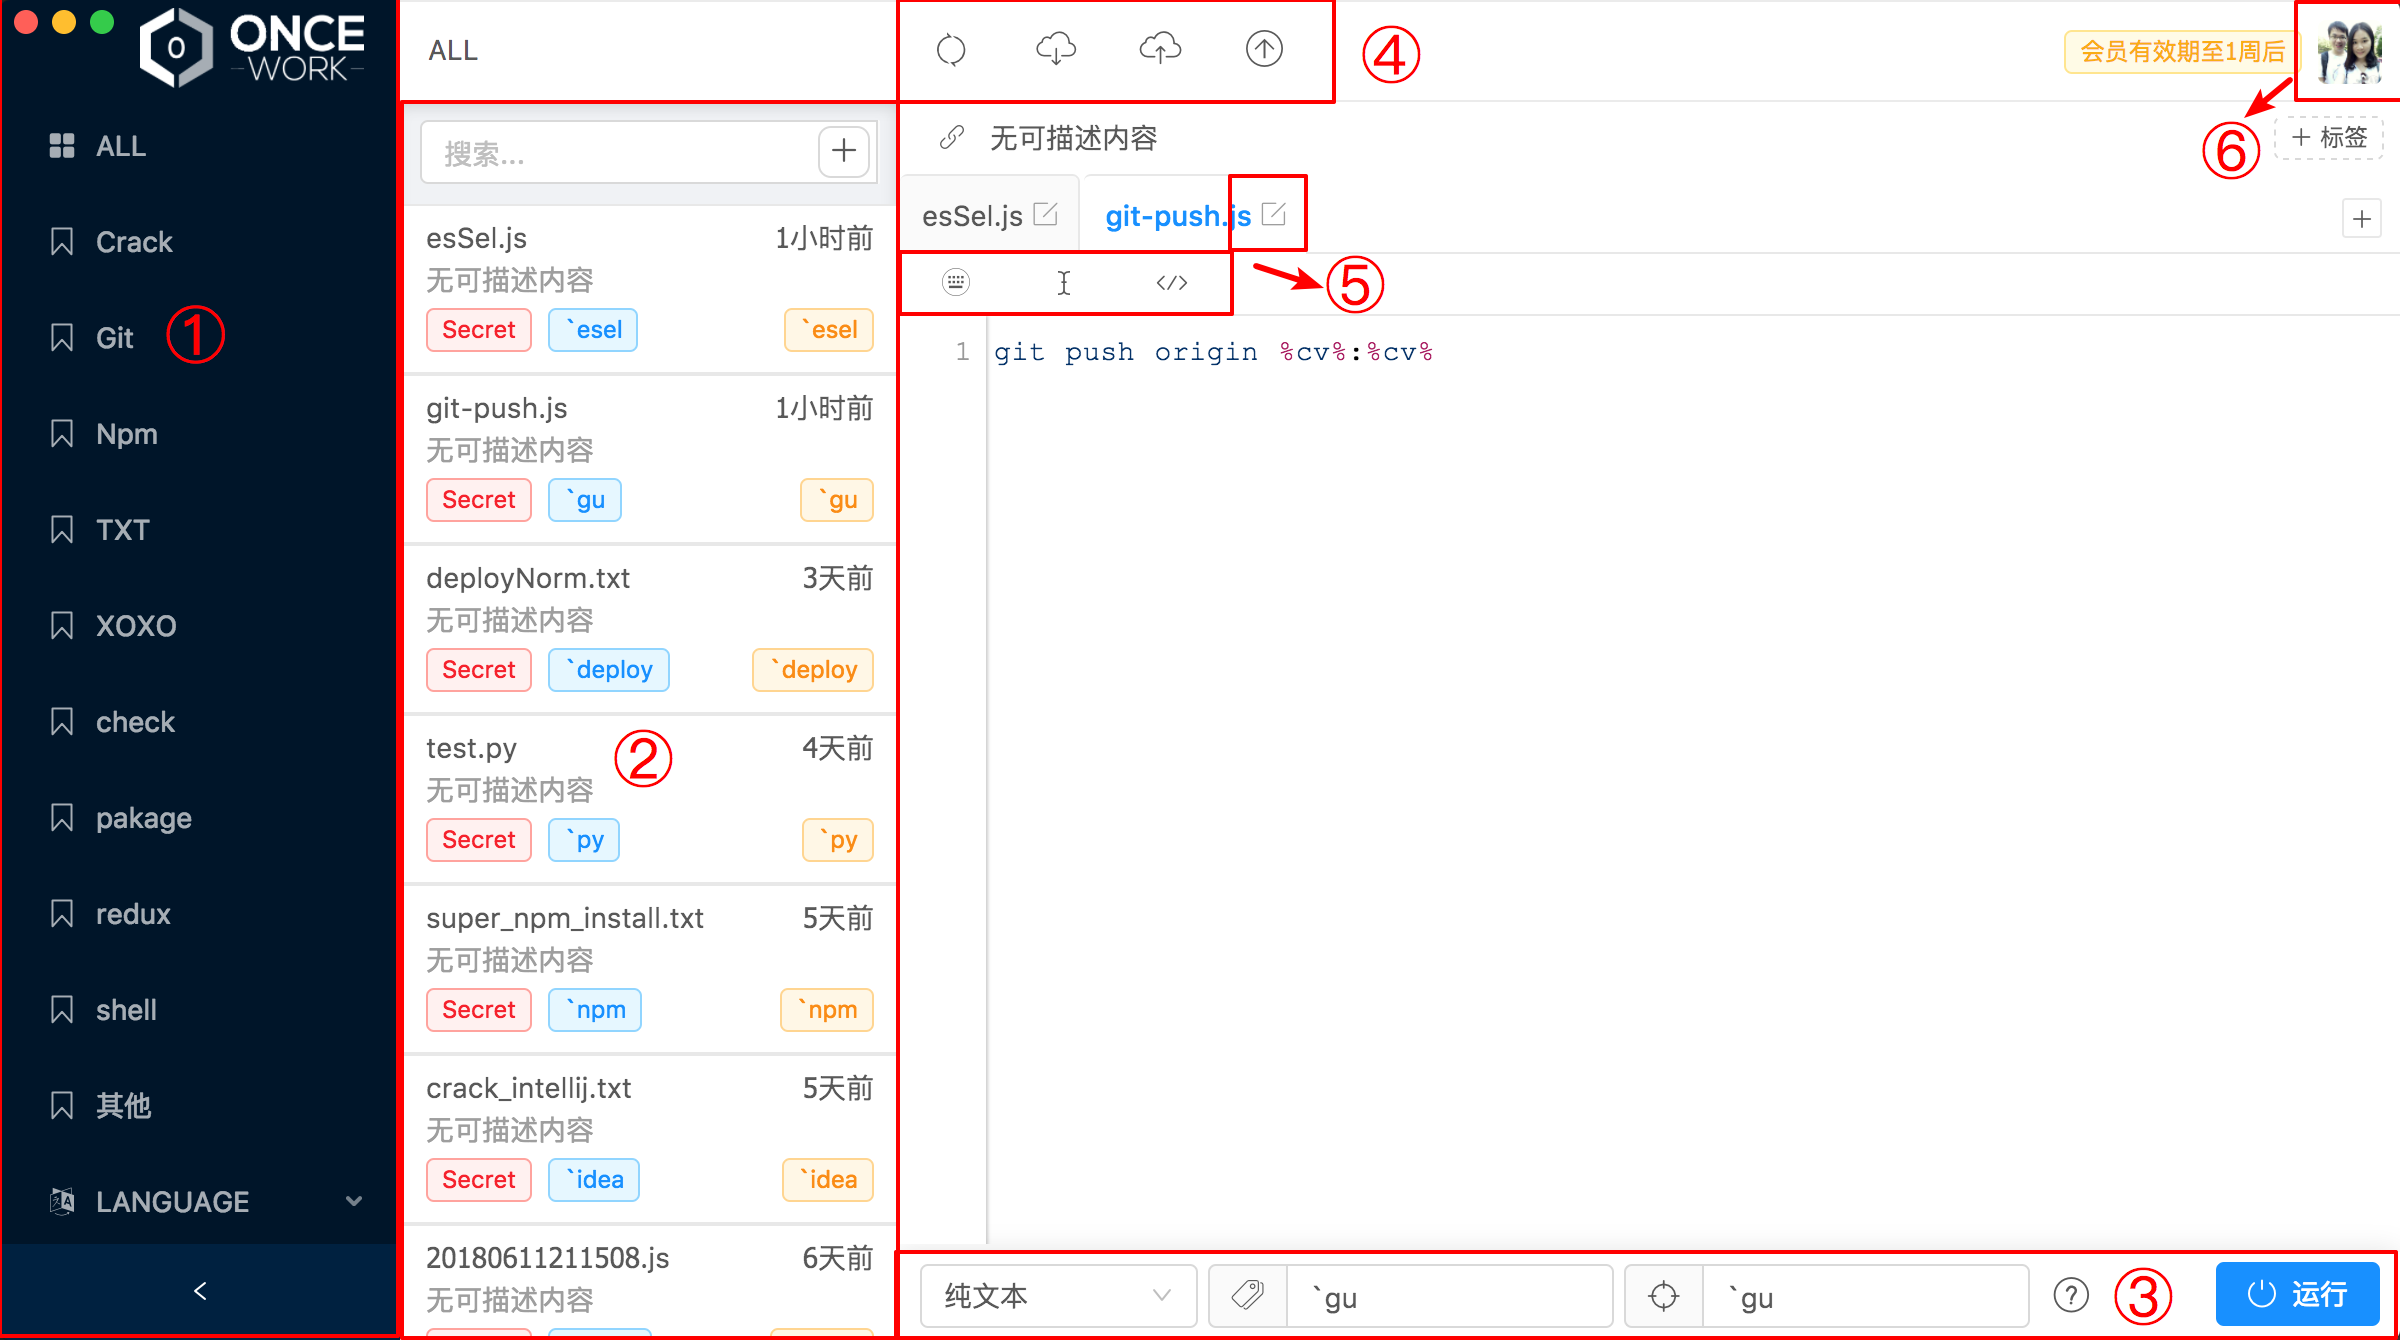 0
ONCE
WORK
ALL
Crack
Git ①
Npm
TXT
XOXO
check
pakage
redux
shell
其他
LANGUAGE
<
ALL
搜索...
+
esSel.js 1小时前
无可描述内容
Secret `esel `esel
git-push.js 1小时前
无可描述内容
Secret `gu `gu
deployNorm.txt 3天前
无可描述内容
Secret `deploy `deploy
test.py 4天前
②
无可描述内容
Secret `py `py
super_npm_install.txt 5天前
无可描述内容
Secret `npm `npm
crack_intellij.txt 5天前
无可描述内容
Secret `idea `idea
20180611211508.js 6天前
无可描述内容
④
会员有效期至1周后
无可描述内容
⑥
+ 标签
esSel.js git-push.js +
</> ⑤
1 git push origin %cv%:%cv%
纯文本 `gu `gu ? ③ 运行